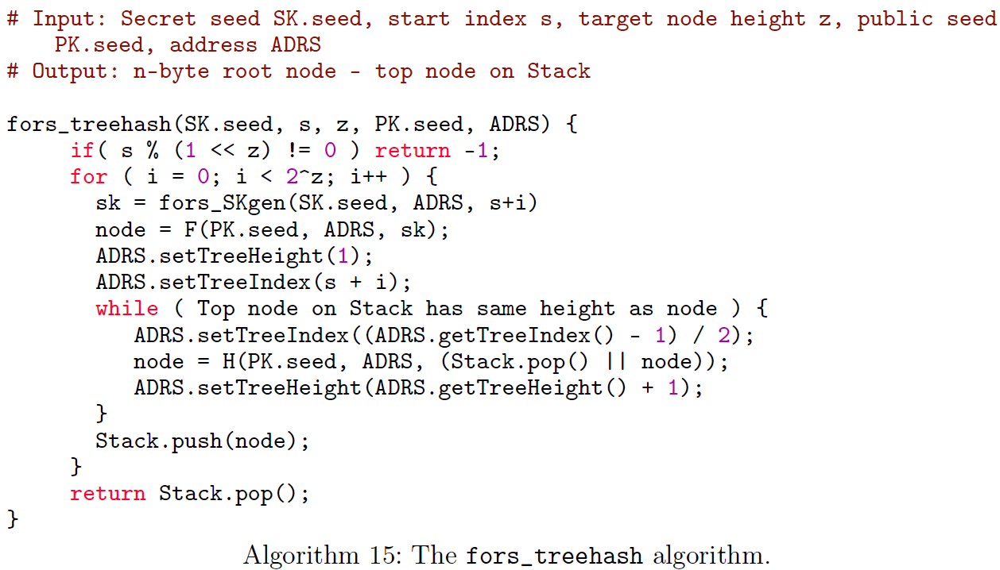 # Input: Secret seed SK.seed, start index s, target node height z, public seed
PK.seed, address ADRS
# Output: n-byte root node - top node on Stack
fors_treehash(SK.seed, s, z, PK.seed, ADRS) {
if( s % (1 << z) != 0 ) return -1;
for ( i = 0; i < 2^z; i++ ) {
sk = fors_SKgen(SK.seed, ADRS, s+i)
node = F(PK.seed, ADRS, sk);
ADRS.setTreeHeight(1);
ADRS.setTreeIndex(s + i);
while ( Top node on Stack has same height as node ) {
ADRS.setTreeIndex((ADRS.getTreeIndex() - 1) / 2);
node = H(PK.seed, ADRS, (Stack.pop() || node));
ADRS.setTreeHeight(ADRS.getTreeHeight() + 1);
}
Stack.push(node);
}
return Stack.pop();
}
Algorithm 15: The fors_treehash algorithm.